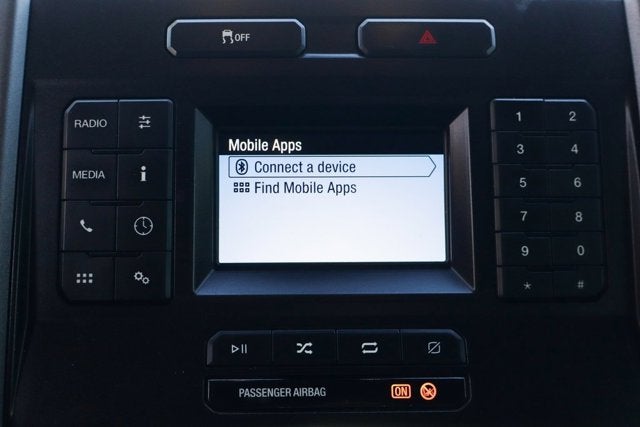 OFF
RADIO
MEDIA
i
Mobile Apps
Connect a device
Find Mobile Apps
1 2
3 4
5 6
7 8
9 0
* #
PASSENGER AIRBAG ON